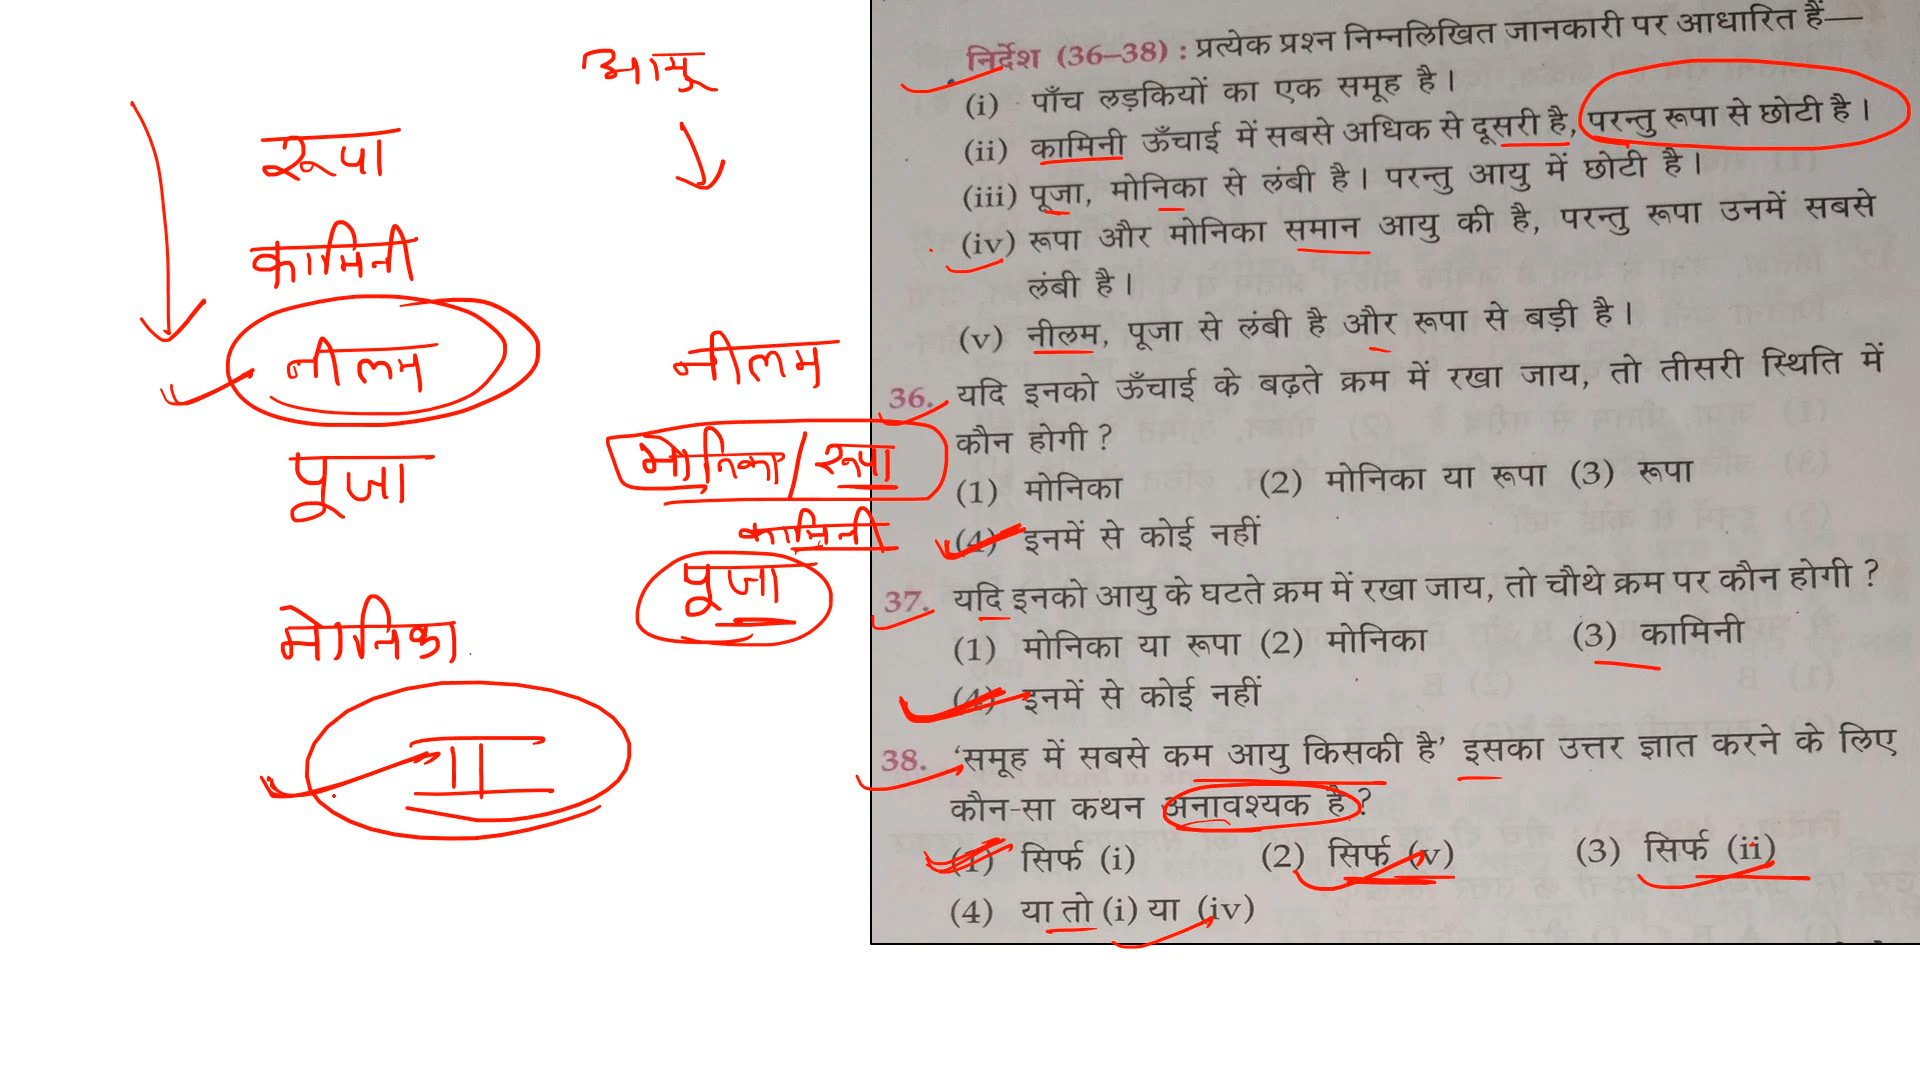 आयु
रूपा
कामिनी
नीलम
पूजा
मोनिका
नीलम
मोनिका / रूपा
कामिनी
पूजा
निर्देश (36–38) : प्रत्येक प्रश्न निम्नलिखित जानकारी पर आधारित हैं—
(i) पाँच लड़कियों का एक समूह है।
(ii) कामिनी ऊँचाई में सबसे अधिक से दूसरी है, परन्तु रूपा से छोटी है।
(iii) पूजा, मोनिका से लंबी है। परन्तु आयु में छोटी है।
(iv) रूपा और मोनिका समान आयु की है, परन्तु रूपा उनमें सबसे
लंबी है।
(v) नीलम, पूजा से लंबी है और रूपा से बड़ी है।
36. यदि इनको ऊँचाई के बढ़ते क्रम में रखा जाय, तो तीसरी स्थिति में
कौन होगी ?
(1) मोनिका (2) मोनिका या रूपा (3) रूपा
(4) इनमें से कोई नहीं
37. यदि इनको आयु के घटते क्रम में रखा जाय, तो चौथे क्रम पर कौन होगी ?
(1) मोनिका या रूपा (2) मोनिका (3) कामिनी
(4) इनमें से कोई नहीं
38. ‘समूह में सबसे कम आयु किसकी है’ इसका उत्तर ज्ञात करने के लिए
कौन-सा कथन अनावश्यक है ?
(1) सिर्फ (i) (2) सिर्फ (v) (3) सिर्फ (ii)
(4) या तो (i) या (iv)